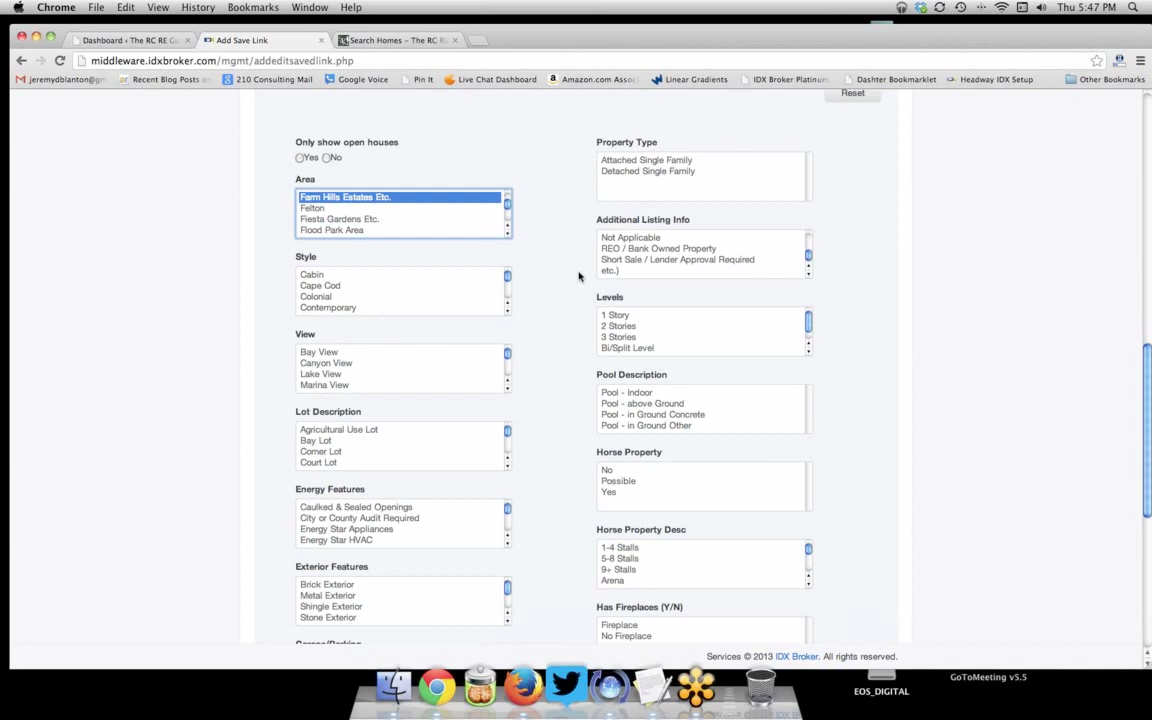 Chrome File Edit View History Bookmarks Window Help Thu 5:47 PM
Dashboard ‹ The RC RE G Add Save Link Search Homes – The RC R
middleware.idxbroker.com/mgmt/addeditsavedlink.php
jeremydblanton@gm Recent Blog Posts 210 Consulting Mail Google Voice Pin It Live Chat Dashboard Amazon.com Assoc Linear Gradients IDX Broker Platinum Dashter Bookmarklet Headway IDX Setup Other Bookmarks
Reset
Only show open houses
Yes No
Area
Farm Hills Estates Etc.
Felton
Fiesta Gardens Etc.
Flood Park Area
Style
Cabin
Cape Cod
Colonial
Contemporary
View
Bay View
Canyon View
Lake View
Marina View
Lot Description
Agricultural Use Lot
Bay Lot
Corner Lot
Court Lot
Energy Features
Caulked & Sealed Openings
City or County Audit Required
Energy Star Appliances
Energy Star HVAC
Exterior Features
Brick Exterior
Metal Exterior
Shingle Exterior
Stone Exterior
Garage/Parking
Property Type
Attached Single Family
Detached Single Family
Additional Listing Info
Not Applicable
REO / Bank Owned Property
Short Sale / Lender Approval Required
etc.)
Levels
1 Story
2 Stories
3 Stories
Bi/Split Level
Pool Description
Pool - Indoor
Pool - above Ground
Pool - in Ground Concrete
Pool - in Ground Other
Horse Property
No
Possible
Yes
Horse Property Desc
1-4 Stalls
5-8 Stalls
9+ Stalls
Arena
Has Fireplaces (Y/N)
Fireplace
No Fireplace
Services © 2013 IDX Broker. All rights reserved.
EOS_DIGITAL
GoToMeeting v5.5